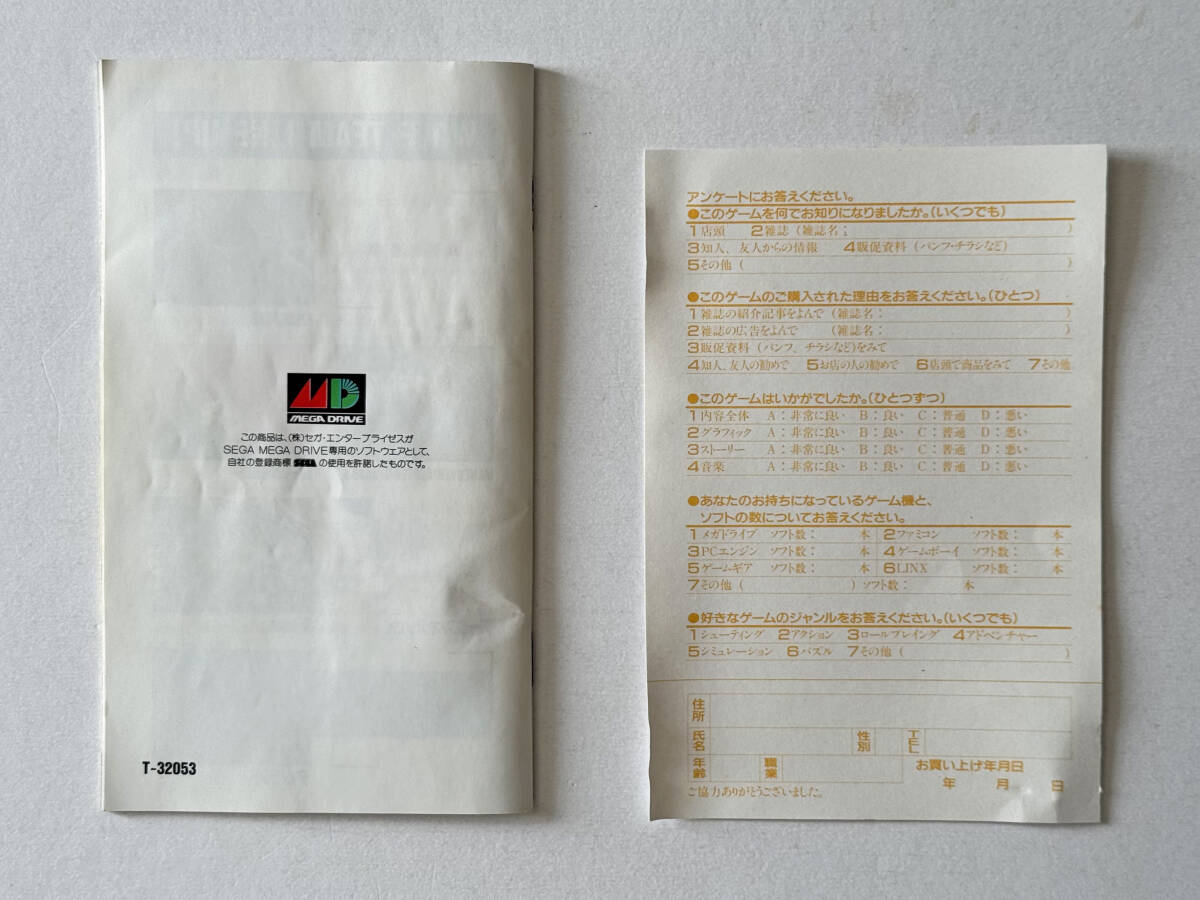 MEGA DRIVE
この商品は、(株)セガ・エンタープライゼスが
SEGA MEGA DRIVE専用のソフトウェアとして、
自社の登録商標 SEGA の使用を許諾したものです。
T-32053
アンケートにお答えください。
●このゲームを何でお知りになりましたか。(いくつでも)
1店頭 2雑誌 (雑誌名: )
3知人、友人からの情報 4販促資料 (パンフ・チラシなど)
5その他 ( )
●このゲームのご購入された理由をお答えください。(ひとつ)
1雑誌の紹介記事をよんで (雑誌名: )
2雑誌の広告をよんで (雑誌名: )
3販促資料 (パンフ、チラシなど)をみて
4知人、友人の勧めで 5お店の人の勧めで 6店頭で商品をみて 7その他
●このゲームはいかがでしたか。(ひとつずつ)
1内容全体 A:非常に良い B:良い C:普通 D:悪い
2グラフィック A:非常に良い B:良い C:普通 D:悪い
3ストーリー A:非常に良い B:良い C:普通 D:悪い
4音楽 A:非常に良い B:良い C:普通 D:悪い
●あなたのお持ちになっているゲーム機と、
ソフトの数についてお答えください。
1メガドライブ ソフト数: 本 2ファミコン ソフト数: 本
3PCエンジン ソフト数: 本 4ゲームボーイ ソフト数: 本
5ゲームギア ソフト数: 本 6LINX ソフト数: 本
7その他 ( ) ソフト数: 本
●好きなゲームのジャンルをお答えください。(いくつでも)
1シューティング 2アクション 3ロールプレイング 4アドベンチャー
5シミュレーション 6パズル 7その他 ( )
住所
氏名 性別 TEL
年齢 職業 お買い上げ年月日
年 月 日
ご協力ありがとうございました。